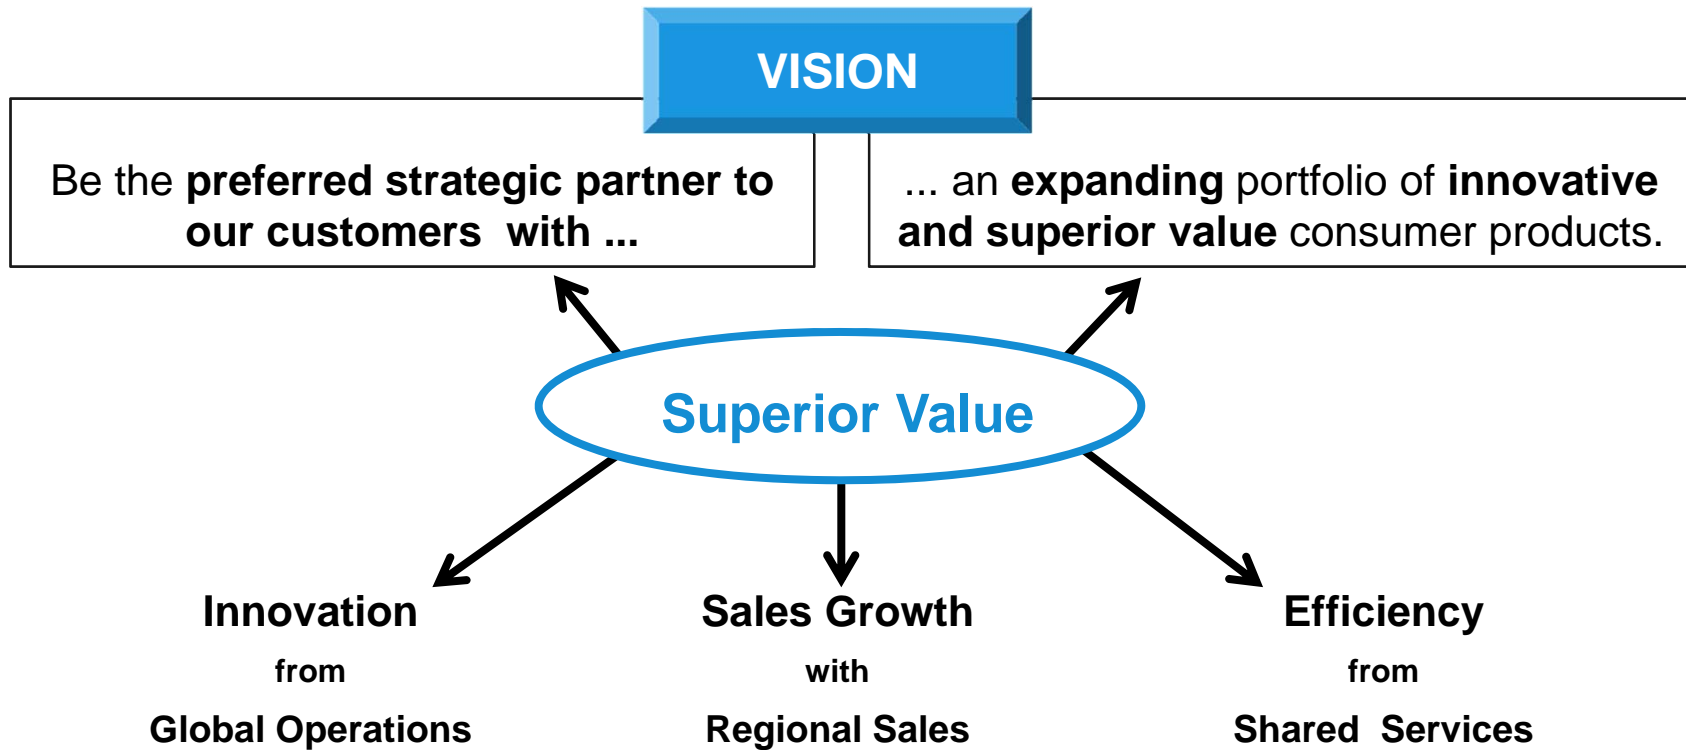 VISION
Be the preferred strategic partner to
our customers  with ...
... an expanding portfolio of innovative
and superior value consumer products.
Superior Value
Innovation
from
Global Operations
Sales Growth
with
Regional Sales
Efficiency
from
Shared  Services